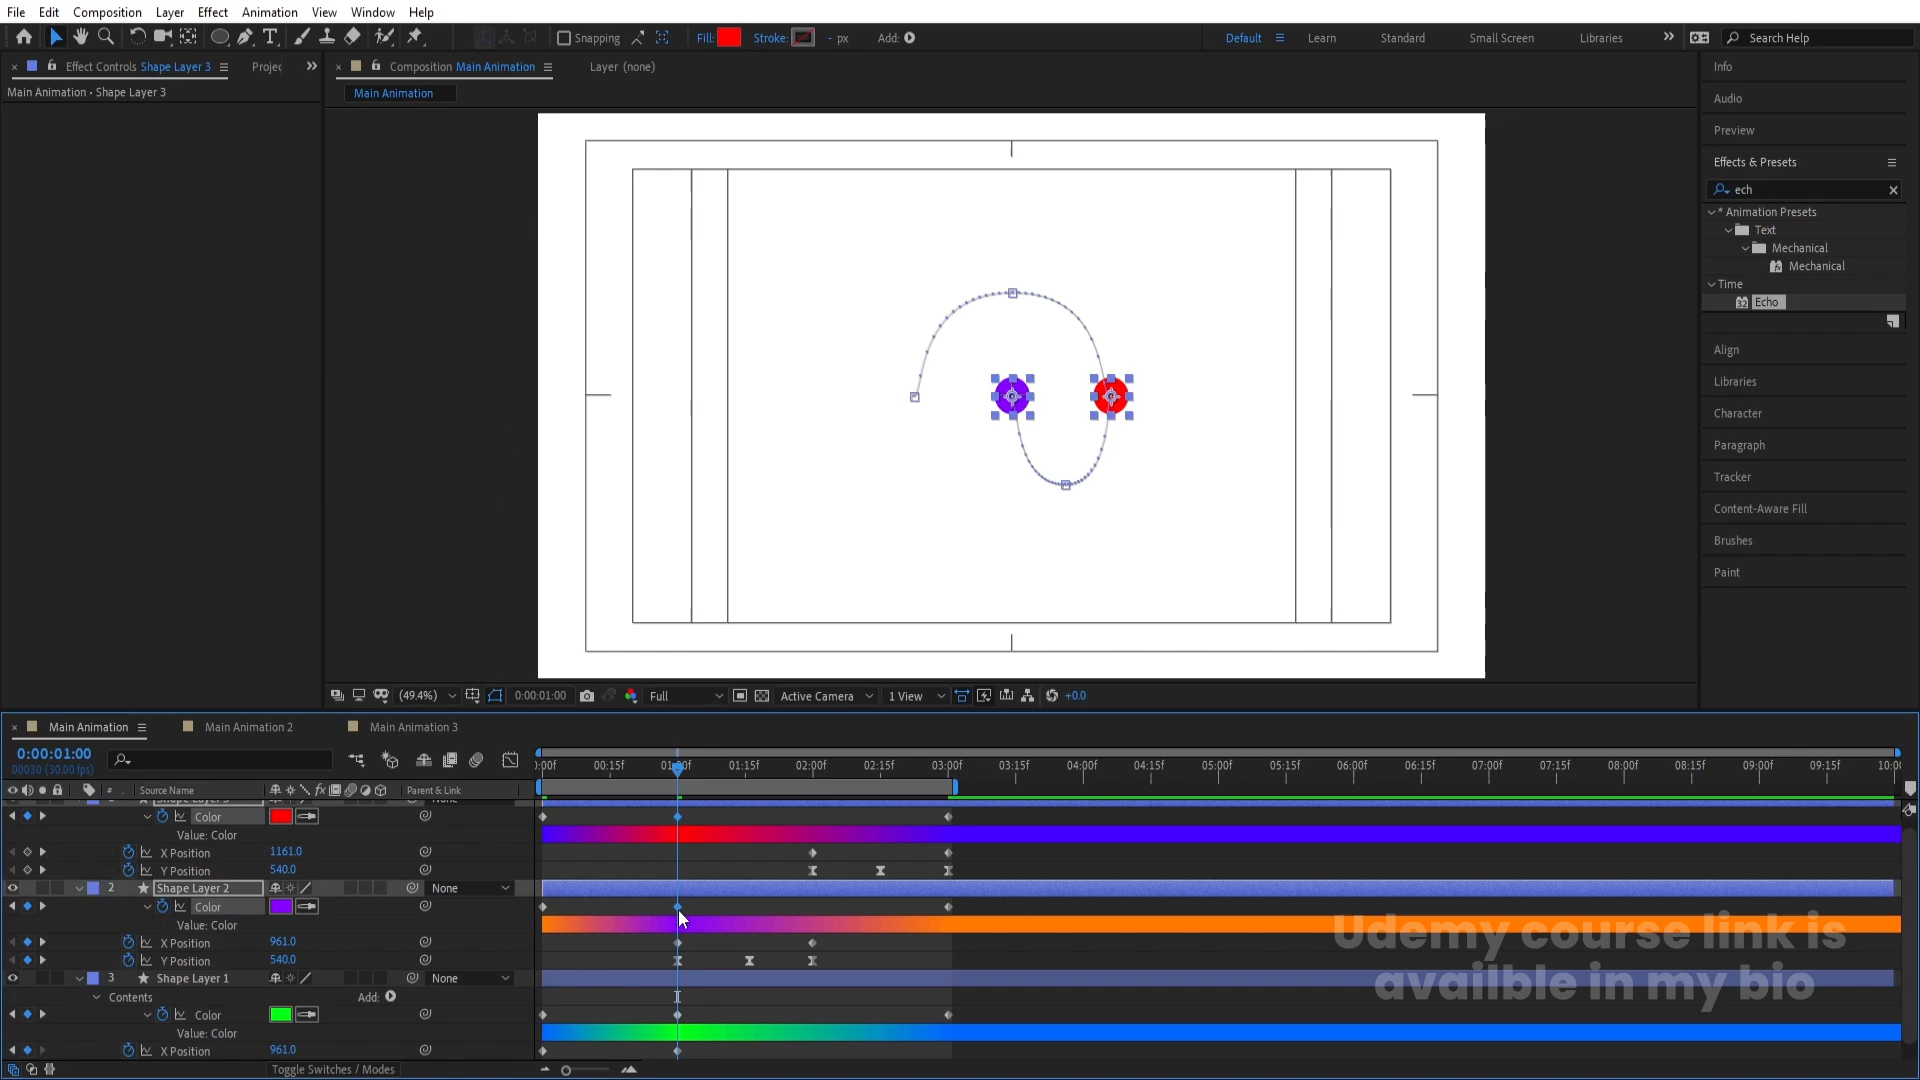 File Edit Composition Layer Effect Animation View Window Help
Snapping Fill: Stroke: - px Add: Default Learn Standard Small Screen Libraries Search Help
Effect Controls Shape Layer 3 Projec Composition Main Animation Layer (none)
Main Animation • Shape Layer 3
Main Animation
Info
Audio
Preview
Effects & Presets
ech
* Animation Presets
Text
Mechanical
Mechanical
Time
32 Echo
Align
Libraries
Character
Paragraph
Tracker
Content-Aware Fill
Brushes
Paint
(49.4%) 0:00:01:00 Full Active Camera 1 View +0.0
Main Animation Main Animation 2 Main Animation 3
0:00:01:00
00030 (30.00 fps)
):00f 00:15f 01:00f 01:15f 02:00f 02:15f 03:00f 03:15f 04:00f 04:15f 05:00f 05:15f 06:00f 06:15f 07:00f 07:15f 08:00f 08:15f 09:00f 09:15f 10:0
# Source Name fx Parent & Link
Shape Layer 3 None
Color
Value: Color
X Position 1161.0
Y Position 540.0
2 Shape Layer 2 None
Color
Value: Color
X Position 961.0
Y Position 540.0
3 Shape Layer 1 None
Contents Add:
Color
Value: Color
X Position 961.0
Toggle Switches / Modes
Udemy course link is
availble in my bio